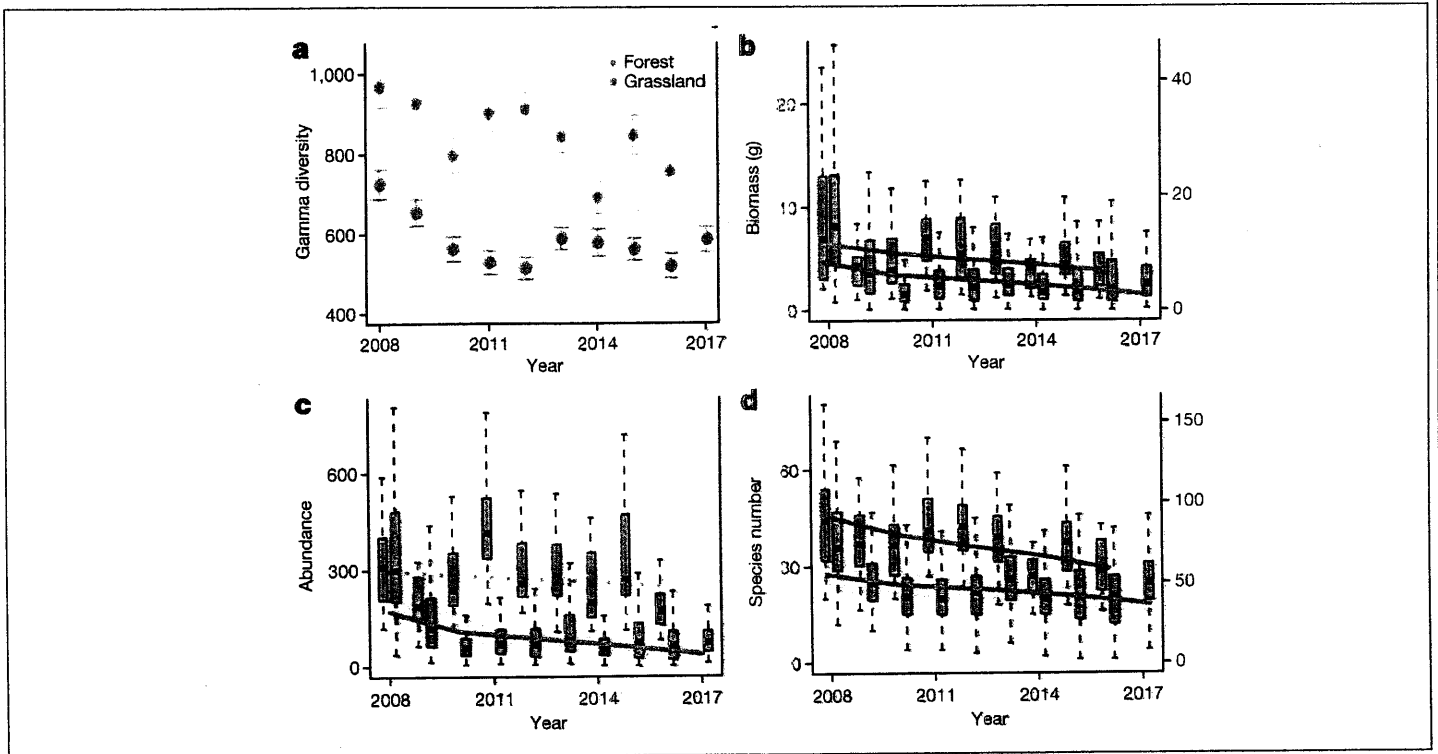 a
1,000
800
600
400
Gamma diversity
Forest
Grassland
2008 2011 2014 2017
Year
b
20
10
0
Biomass (g)
40
20
0
2008 2011 2014 2017
Year
c
600
300
0
Abundance
2008 2011 2014 2017
Year
d
60
30
0
Species number
150
100
50
0
2008 2011 2014 2017
Year